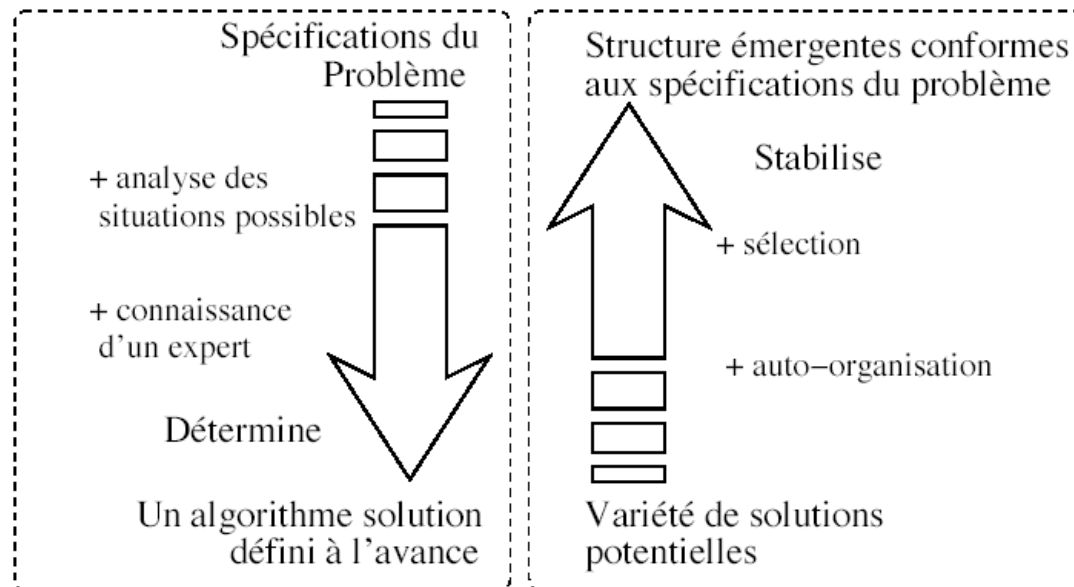 Spécifications du
Problème
+ analyse des
situations possibles
+ connaissance
d'un expert
Détermine
Un algorithme solution
défini à l'avance
Structure émergentes conformes
aux spécifications du problème
Stabilise
+ sélection
+ auto−organisation
Variété de solutions
potentielles